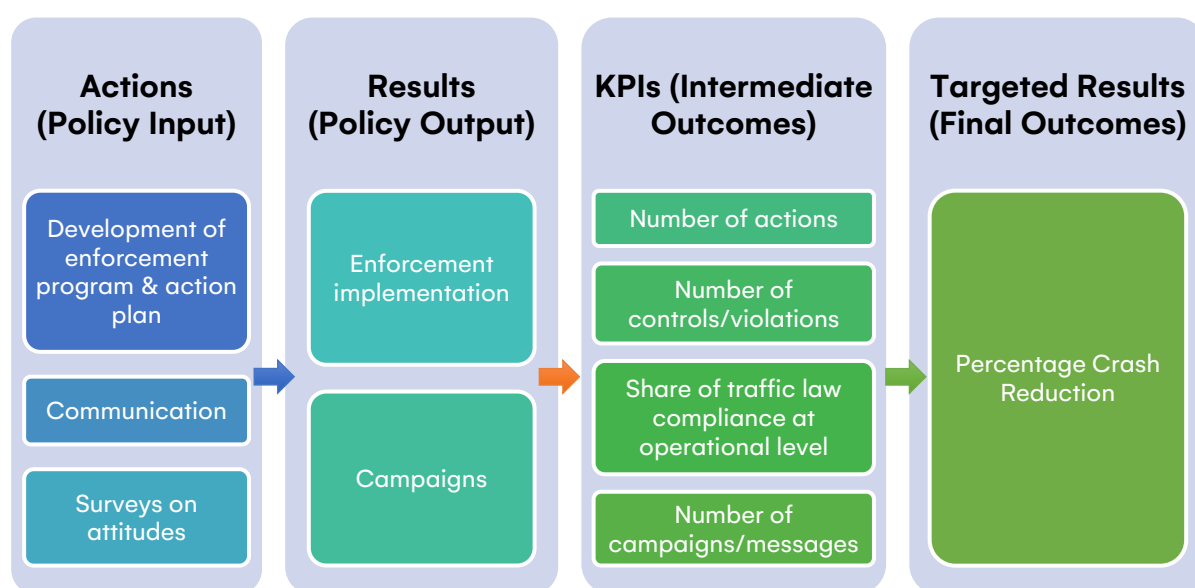 Actions
(Policy Input)
Development of
enforcement
program & action
plan
Communication
Surveys on
attitudes
Results
(Policy Output)
Enforcement
implementation
Campaigns
KPIs (Intermediate
Outcomes)
Number of actions
Number of
controls/violations
Share of traffic law
compliance at
operational level
Number of
campaigns/messages
Targeted Results
(Final Outcomes)
Percentage Crash
Reduction